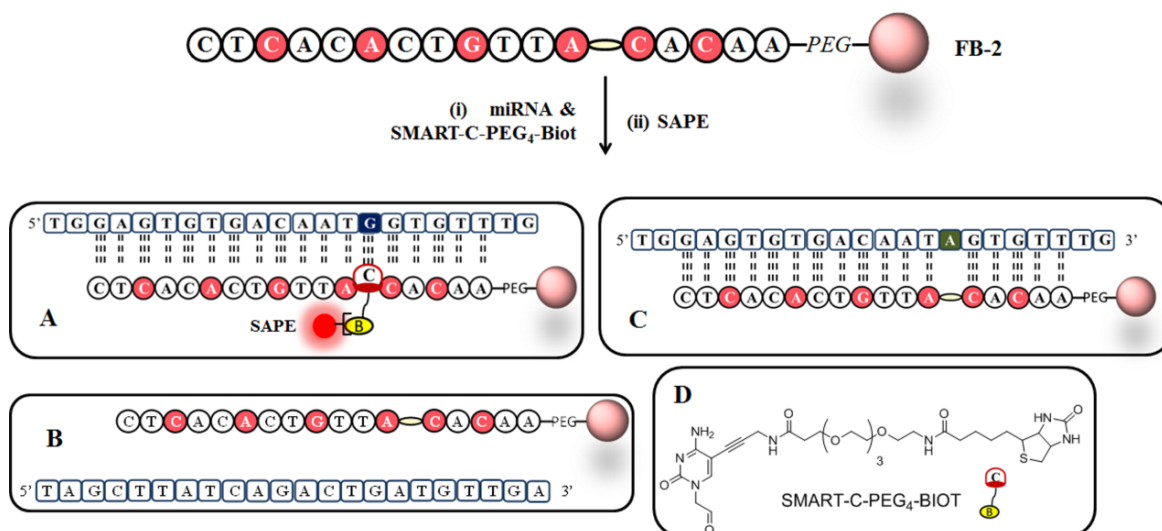 CTCACACTGTTA CACAA-PEG- FB-2
(i) miRNA & (ii) SAPE
SMART-C-PEG4-Biot
5' TGGAGTGTGACAATGGTGTTTG
C
CTCACACTGTTA CACAA-PEG
A
SAPE B
5' TGGAGTGTGACAATAGTGTTTG 3'
CTCACACTGTTA CACAA-PEG
C
CTCACACTGTTA CACAA-PEG
B
5' TAGCTTATCAGACTGATGTTGA 3'
D
O O O
NH2 N H O O 3 O N H HN NH
N S
O N C
O
SMART-C-PEG4-BIOT B